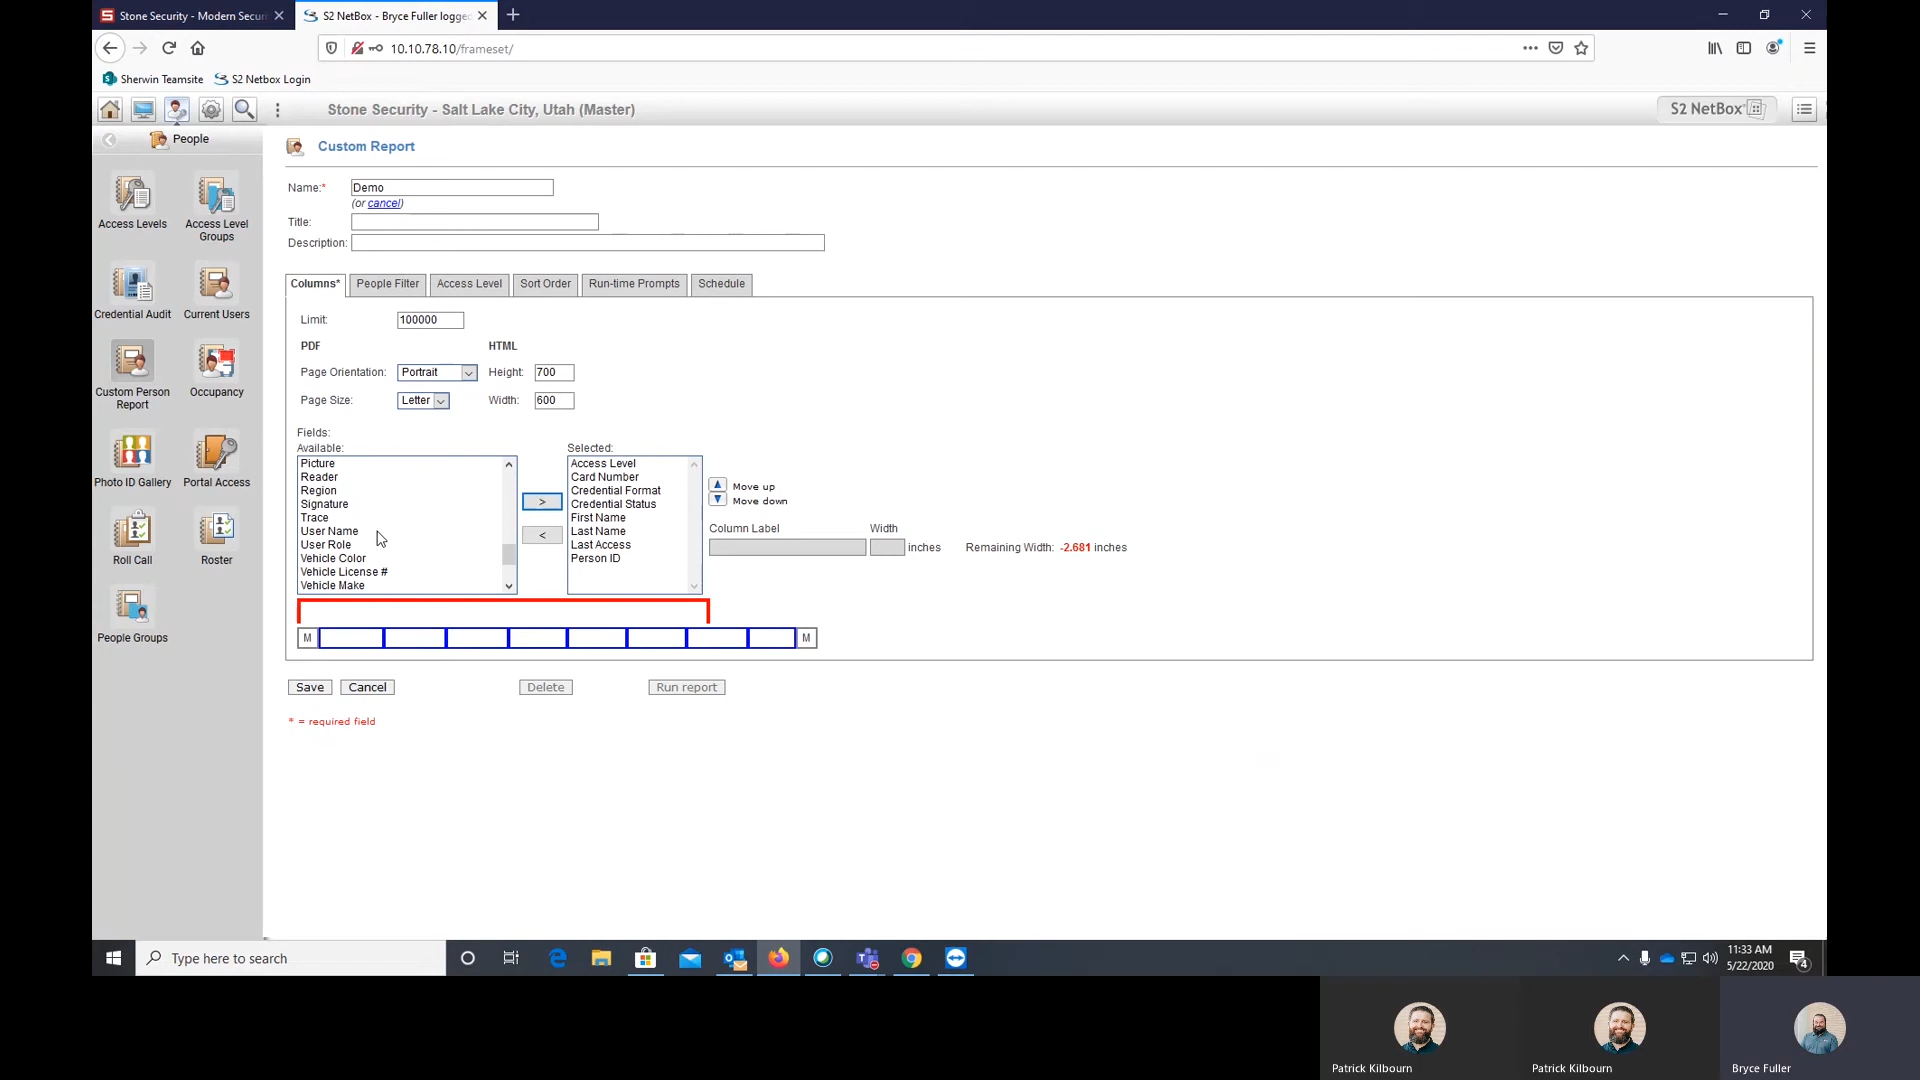 Stone Security - Modern Secur
S2 NetBox - Bryce Fuller logge
10.10.78.10/frameset/
Sherwin Teamsite
S2 Netbox Login
Stone Security - Salt Lake City, Utah (Master)
S2 NetBox
People
Access Levels
Access Level Groups
Credential Audit
Current Users
Custom Person Report
Occupancy
Photo ID Gallery
Portal Access
Roll Call
Roster
People Groups
Custom Report
Name:* Demo
(or cancel)
Title:
Description:
Columns* People Filter Access Level Sort Order Run-time Prompts Schedule
Limit: 100000
PDF HTML
Page Orientation: Portrait Height: 700
Page Size: Letter Width: 600
Fields:
Available:
Picture
Reader
Region
Signature
Trace
User Name
User Role
Vehicle Color
Vehicle License #
Vehicle Make
>
<
Selected:
Access Level
Card Number
Credential Format
Credential Status
First Name
Last Name
Last Access
Person ID
Move up
Move down
Column Label Width
inches Remaining Width: -2.681 inches
M M
Save Cancel Delete Run report
* = required field
Type here to search
11:33 AM
5/22/2020
4
Patrick Kilbourn
Patrick Kilbourn
Bryce Fuller